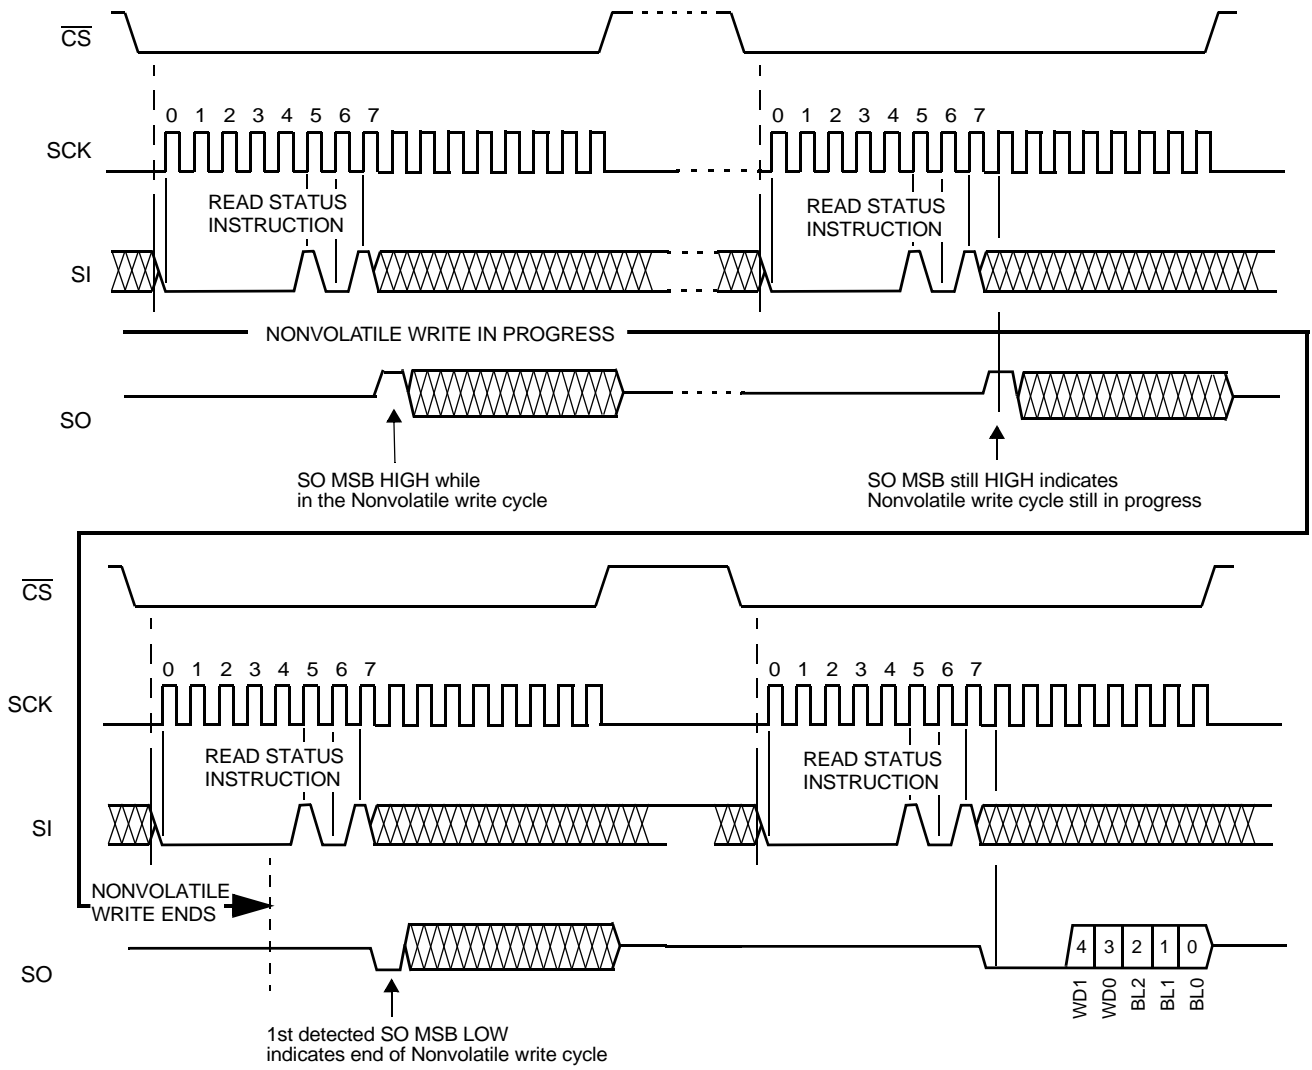 CS
0 1 2 3 4 5 6 7
0 1 2 3 4 5 6 7
SCK
READ STATUS
INSTRUCTION
READ STATUS
INSTRUCTION
SI
NONVOLATILE WRITE IN PROGRESS
SO
SO MSB HIGH while
in the Nonvolatile write cycle
SO MSB still HIGH indicates
Nonvolatile write cycle still in progress
CS
0 1 2 3 4 5 6 7
0 1 2 3 4 5 6 7
SCK
READ STATUS
INSTRUCTION
READ STATUS
INSTRUCTION
SI
NONVOLATILE
WRITE ENDS
SO
4 3 2 1 0
WD1
WD0
BL2
BL1
BL0
1st detected SO MSB LOW
indicates end of Nonvolatile write cycle